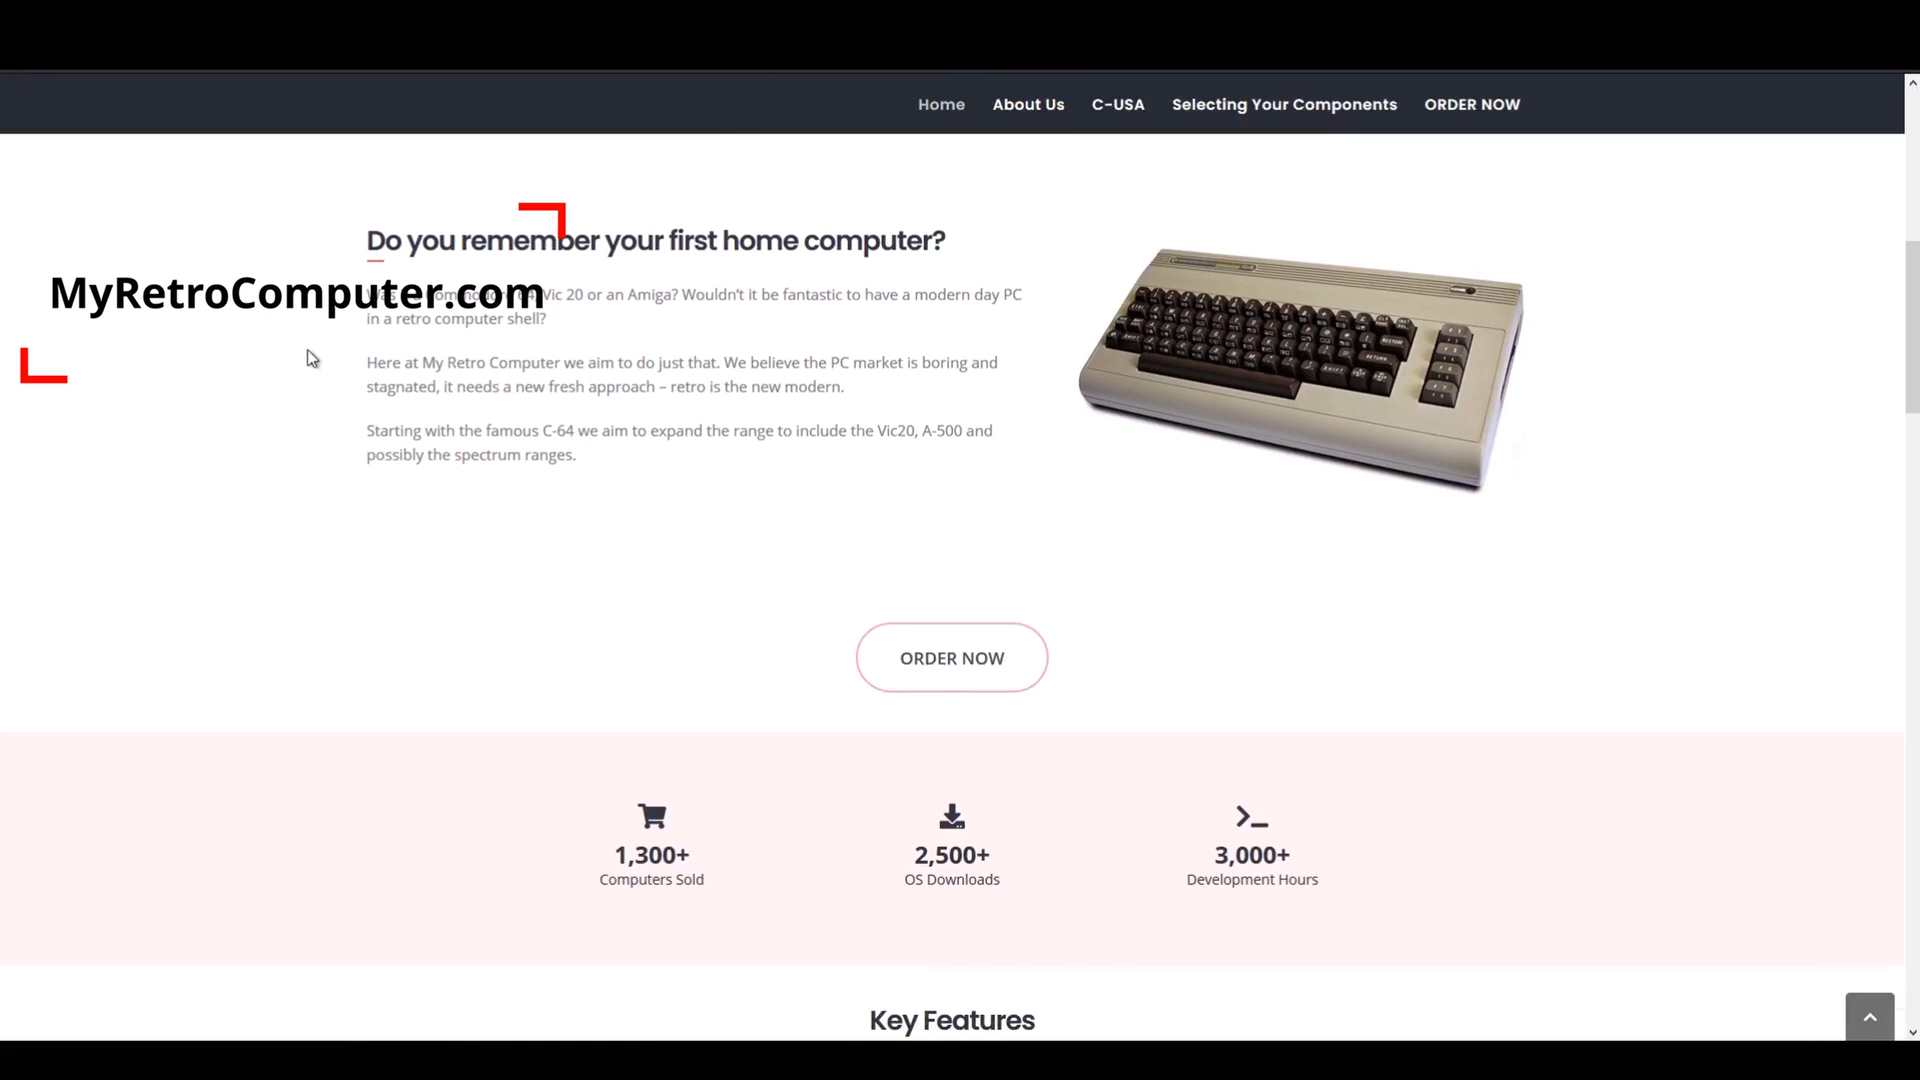 Home About Us C-USA Selecting Your Components ORDER NOW
Do you remember your first home computer?
MyRetroComputer.com
Vic 20 or an Amiga? Wouldn't it be fantastic to have a modern day PC
in a retro computer shell?
Here at My Retro Computer we aim to do just that. We believe the PC market is boring and
stagnated, it needs a new fresh approach – retro is the new modern.
Starting with the famous C-64 we aim to expand the range to include the Vic20, A-500 and
possibly the spectrum ranges.
ORDER NOW
1,300+
Computers Sold
2,500+
OS Downloads
3,000+
Development Hours
Key Features